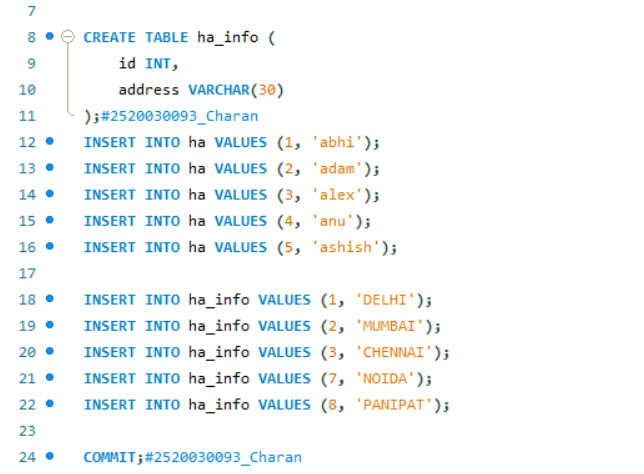 7
8 CREATE TABLE ha_info (
9 id INT,
10 address VARCHAR(30)
11 );#2520030093_Charan
12 INSERT INTO ha VALUES (1, 'abhi');
13 INSERT INTO ha VALUES (2, 'adam');
14 INSERT INTO ha VALUES (3, 'alex');
15 INSERT INTO ha VALUES (4, 'anu');
16 INSERT INTO ha VALUES (5, 'ashish');
17
18 INSERT INTO ha_info VALUES (1, 'DELHI');
19 INSERT INTO ha_info VALUES (2, 'MUMBAI');
20 INSERT INTO ha_info VALUES (3, 'CHENNAI');
21 INSERT INTO ha_info VALUES (7, 'NOIDA');
22 INSERT INTO ha_info VALUES (8, 'PANIPAT');
23
24 COMMIT;#2520030093_Charan